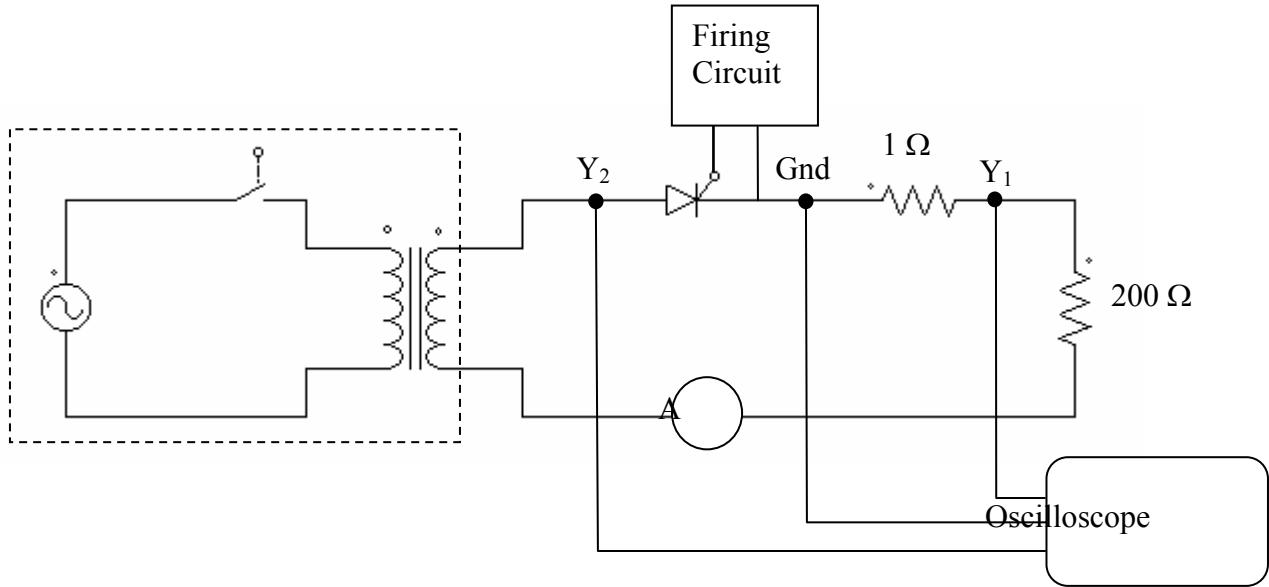 Firing
Circuit
1 Ω
Y₂
Gnd
Y₁
200 Ω
A
Oscilloscope